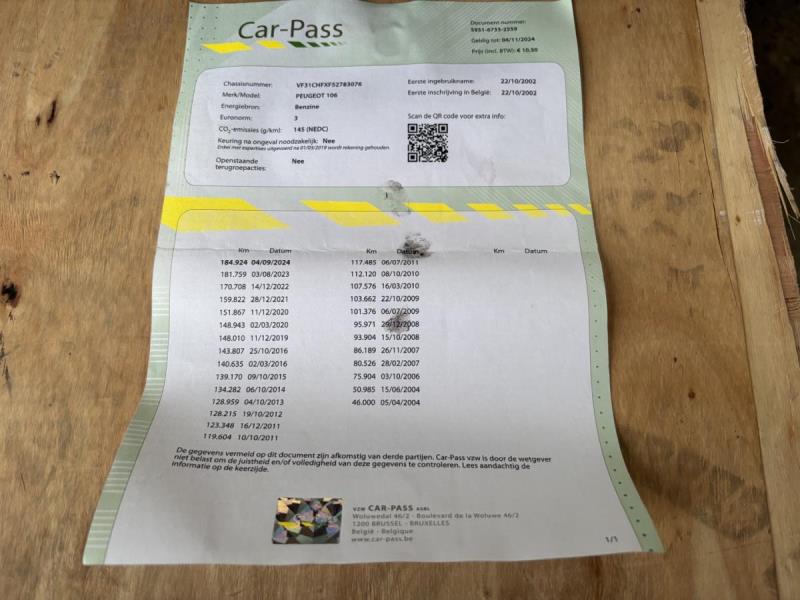 Car-Pass
Document nummer:
5951-6733-2559
Geldig tot: 04/11/2024
Prijs (incl. BTW): € 10,50
Chassisnummer: VF31CHFXF52783076
Merk/Model: PEUGEOT 106
Energiebron: Benzine
Euronorm: 3
CO2-emissies (g/km): 145 (NEDC)
Keuring na ongeval noodzakelijk: Nee
Enkel met expertises uitgevoerd na 01/03/2019 wordt rekening gehouden.
Openstaande terugroepacties: Nee
Eerste ingebruikname: 22/10/2002
Eerste inschrijving in België: 22/10/2002
Scan de QR code voor extra info:
Km Datum Km Datum Km Datum
184.924 04/09/2024 117.485 06/07/2011
181.759 03/08/2023 112.120 08/10/2010
170.708 14/12/2022 107.576 16/03/2010
159.822 28/12/2021 103.662 22/10/2009
151.867 11/12/2020 101.376 06/07/2009
148.943 02/03/2020 95.971 29/12/2008
148.010 11/12/2019 93.904 15/10/2008
143.807 25/10/2016 86.189 26/11/2007
140.635 02/03/2016 80.526 28/02/2007
139.170 09/10/2015 75.904 03/10/2006
134.282 06/10/2014 50.985 15/06/2004
128.959 04/10/2013 46.000 05/04/2004
128.215 19/10/2012
123.348 16/12/2011
119.604 10/10/2011
De gegevens vermeld op dit document zijn afkomstig van derde partijen. Car-Pass vzw is door de wetgever
niet belast om de juistheid en/of volledigheid van deze gegevens te controleren. Lees aandachtig de
informatie op de keerzijde.
VZW CAR-PASS ASBL
Woluwedal 46/2 - Boulevard de la Woluwe 46/2
1200 BRUSSEL - BRUXELLES
België - Belgique
www.car-pass.be
1/1